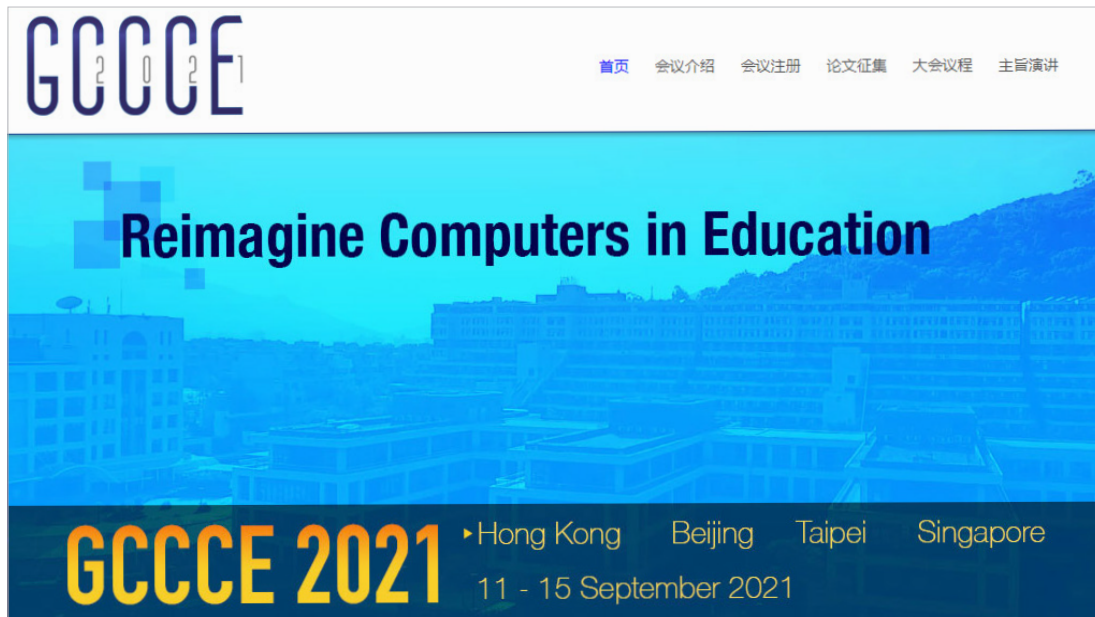 GCCCE
2021
首页 会议介绍 会议注册 论文征集 大会议程 主旨演讲
Reimagine Computers in Education
GCCCE 2021
Hong Kong Beijing Taipei Singapore
11 - 15 September 2021